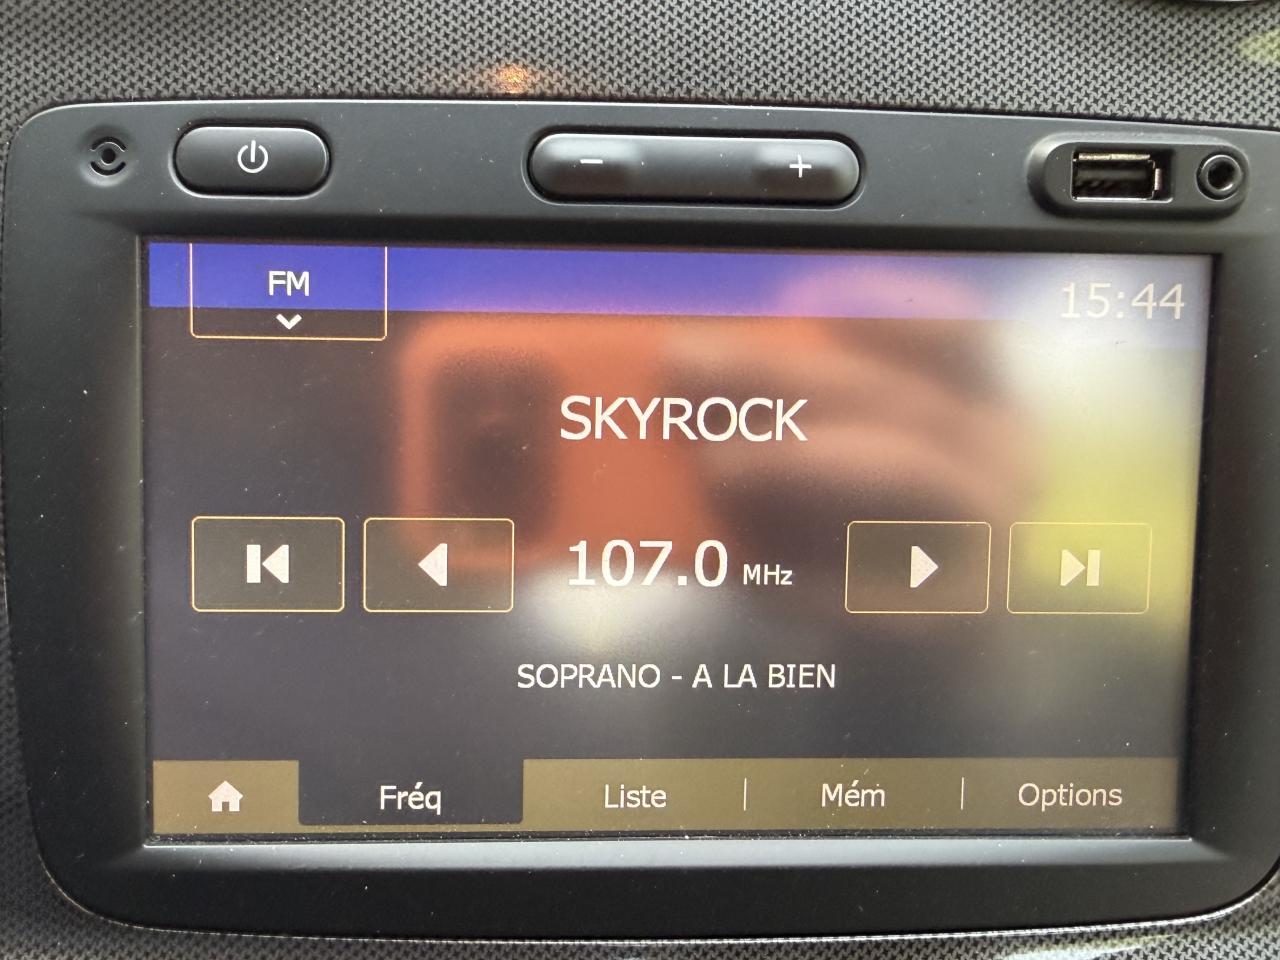 − +
FM
15:44
SKYROCK
107.0 MHz
SOPRANO - A LA BIEN
Fréq Liste Mém Options